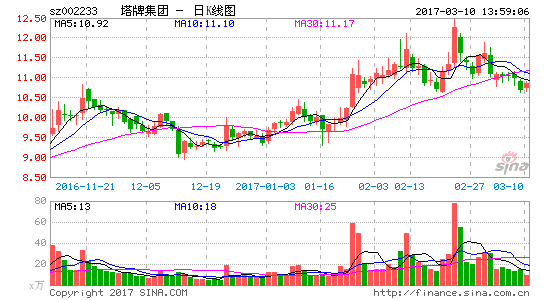 sz002233 塔牌集团 - 日K线图 2017-03-10 13:59:06
MA5:10.92 MA10:11.10 MA30:11.17
12.50
12.00
11.50
11.00
10.50
10.00
9.50
9.00
8.50
sina
新浪财经
2016-11-21 12-05 12-19 2017-01-03 01-16 02-03 02-13 02-27 03-10
MA5:13 MA10:18 MA30:25
80
60
40
20
x万
Copyright 2017 SINA.COM http://finance.sina.com.cn